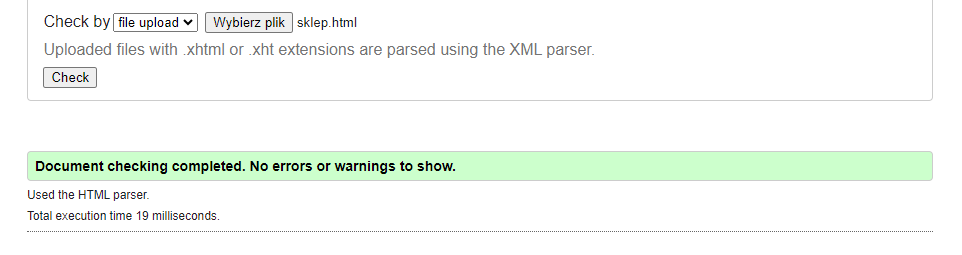 Check by file upload Wybierz plik sklep.html
Uploaded files with .xhtml or .xht extensions are parsed using the XML parser.
Check
Document checking completed. No errors or warnings to show.
Used the HTML parser.
Total execution time 19 milliseconds.